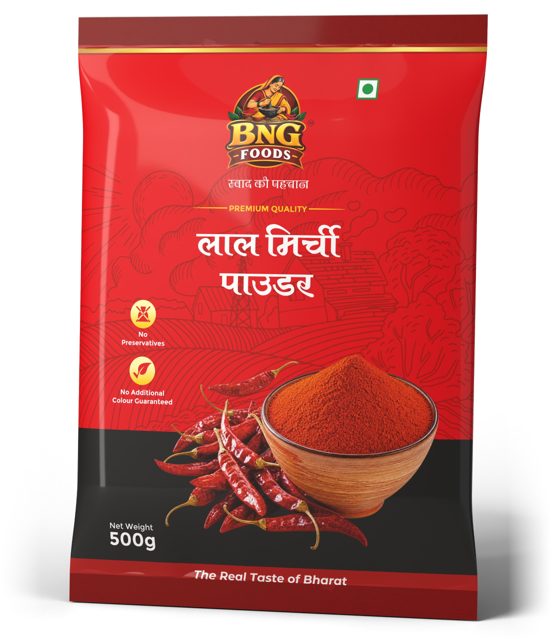 BNG
FOODS
स्वाद की पहचान
PREMIUM QUALITY
लाल मिर्ची
पाउडर
No
Preservatives
No Additional
Colour Guaranteed
Net Weight
500g
The Real Taste of Bharat